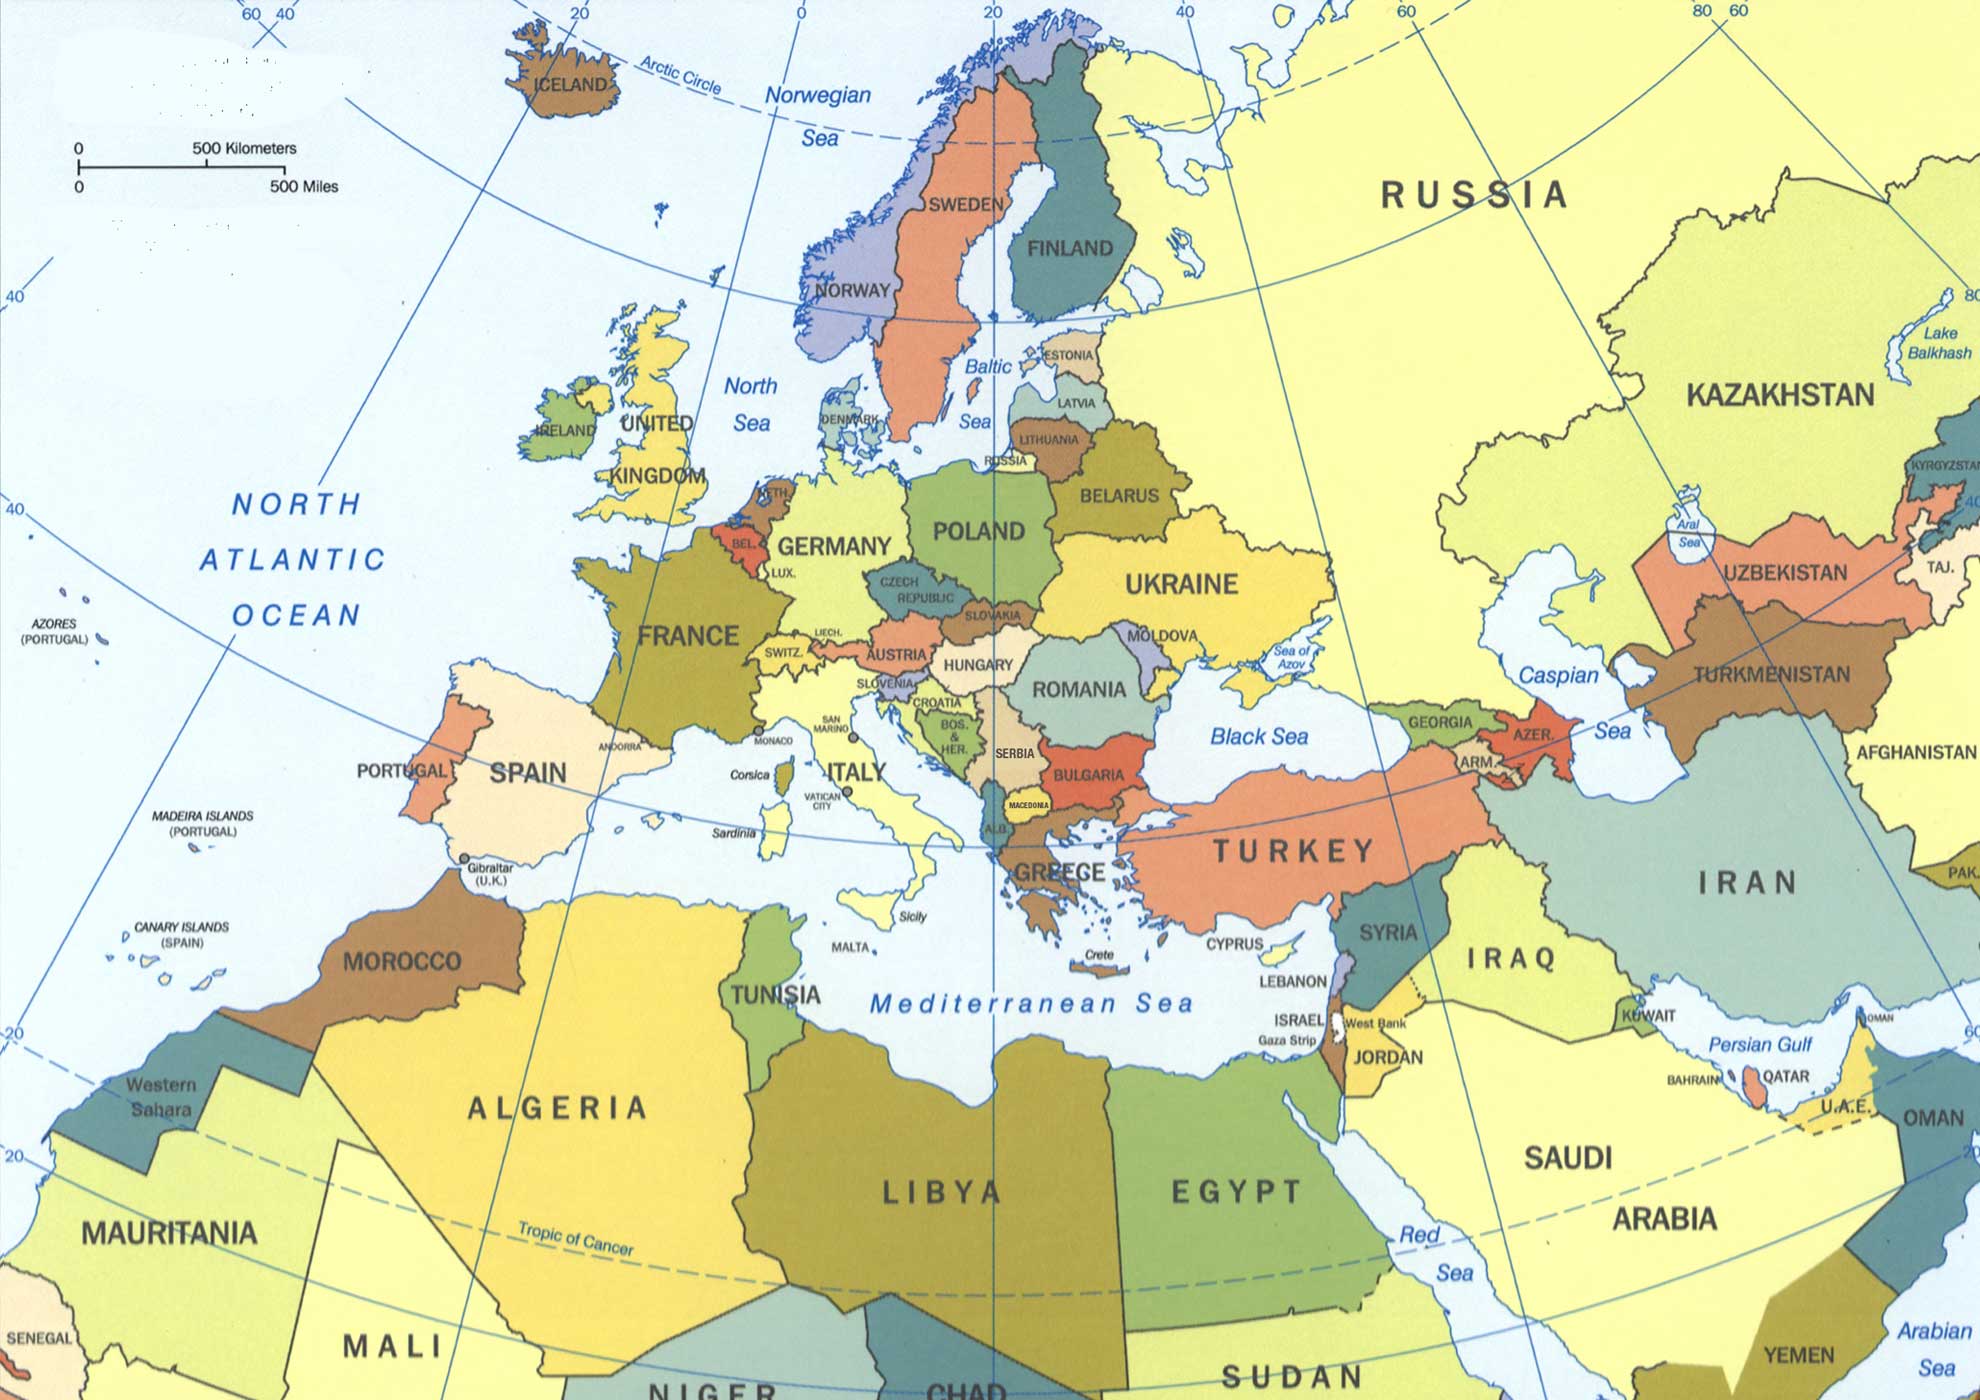 60 40
20
0
20
40
60
80 60
ICELAND
Arctic Circle
Norwegian
Sea
0 500 Kilometers
0 500 Miles
RUSSIA
SWEDEN
FINLAND
NORWAY
KAZAKHSTAN
Lake
Balkhash
40
80
ESTONIA
Baltic
Sea
LATVIA
LITHUANIA
RUSSIA
North
Sea
DENMARK
UNITED
KINGDOM
IRELAND
NETH.
BEL.
LUX.
GERMANY
POLAND
BELARUS
UKRAINE
KYRGYZSTAN
40
Aral
Sea
UZBEKISTAN
TAJ.
NORTH
ATLANTIC
OCEAN
40
AZORES
(PORTUGAL)
FRANCE
CZECH
REPUBLIC
SLOVAKIA
LIECH.
SWITZ.
AUSTRIA
HUNGARY
MOLDOVA
Sea of
Azov
SLOVENIA
CROATIA
ROMANIA
Caspian
Sea
TURKMENISTAN
SAN
MARINO
BOS.
&
HER.
SERBIA
Black Sea
GEORGIA
AZER.
ARM.
AFGHANISTAN
MONACO
ANDORRA
PORTUGAL
SPAIN
Corsica
ITALY
VATICAN
CITY
BULGARIA
MACEDONIA
ALB.
Sardinia
MADEIRA ISLANDS
(PORTUGAL)
TURKEY
GREECE
Gibraltar
(U.K.)
IRAN
PAK.
CANARY ISLANDS
(SPAIN)
Sicily
MALTA
Crete
CYPRUS
SYRIA
IRAQ
MOROCCO
TUNISIA
LEBANON
Mediterranean Sea
ISRAEL
West Bank
Gaza Strip
JORDAN
KUWAIT
OMAN
20
60
Persian Gulf
BAHRAIN
QATAR
U.A.E.
OMAN
Western
Sahara
ALGERIA
LIBYA
EGYPT
SAUDI
ARABIA
20
20
MAURITANIA
Tropic of Cancer
Red
Sea
SENEGAL
MALI
NIGER
CHAD
SUDAN
YEMEN
Arabian
Sea